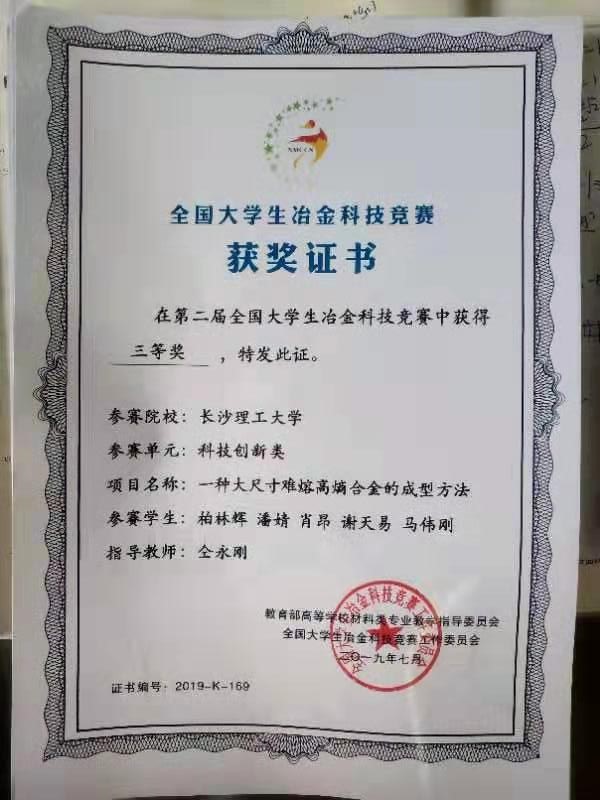 NMCCS
全国大学生冶金科技竞赛
获奖证书
在第二届全国大学生冶金科技竞赛中获得
三等奖 ，特发此证。
参赛院校：长沙理工大学
参赛单元：科技创新类
项目名称：一种大尺寸难熔高熵合金的成型方法
参赛学生：柏林辉 潘婧 肖昂 谢天易 马伟刚
指导教师：仝永刚
教育部高等学校材料类专业教学指导委员会
全国大学生冶金科技竞赛工作委员会
二〇一九年七月
证书编号：2019-K-169